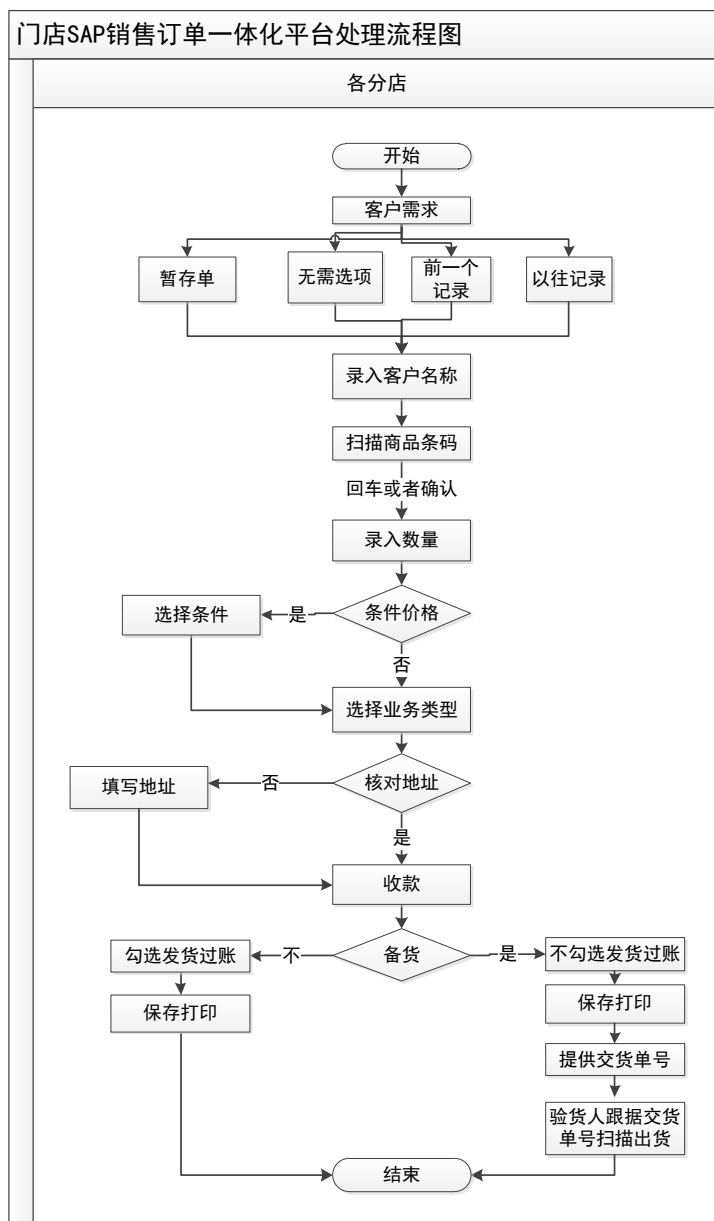 门店SAP销售订单一体化平台处理流程图
各分店
开始
客户需求
暂存单
无需选项
前一个
记录
以往记录
录入客户名称
扫描商品条码
回车或者确认
录入数量
条件价格
是
选择条件
否
选择业务类型
核对地址
否
填写地址
是
收款
备货
不
勾选发货过账
是
不勾选发货过账
保存打印
保存打印
提供交货单号
验货人跟据交货
单号扫描出货
结束